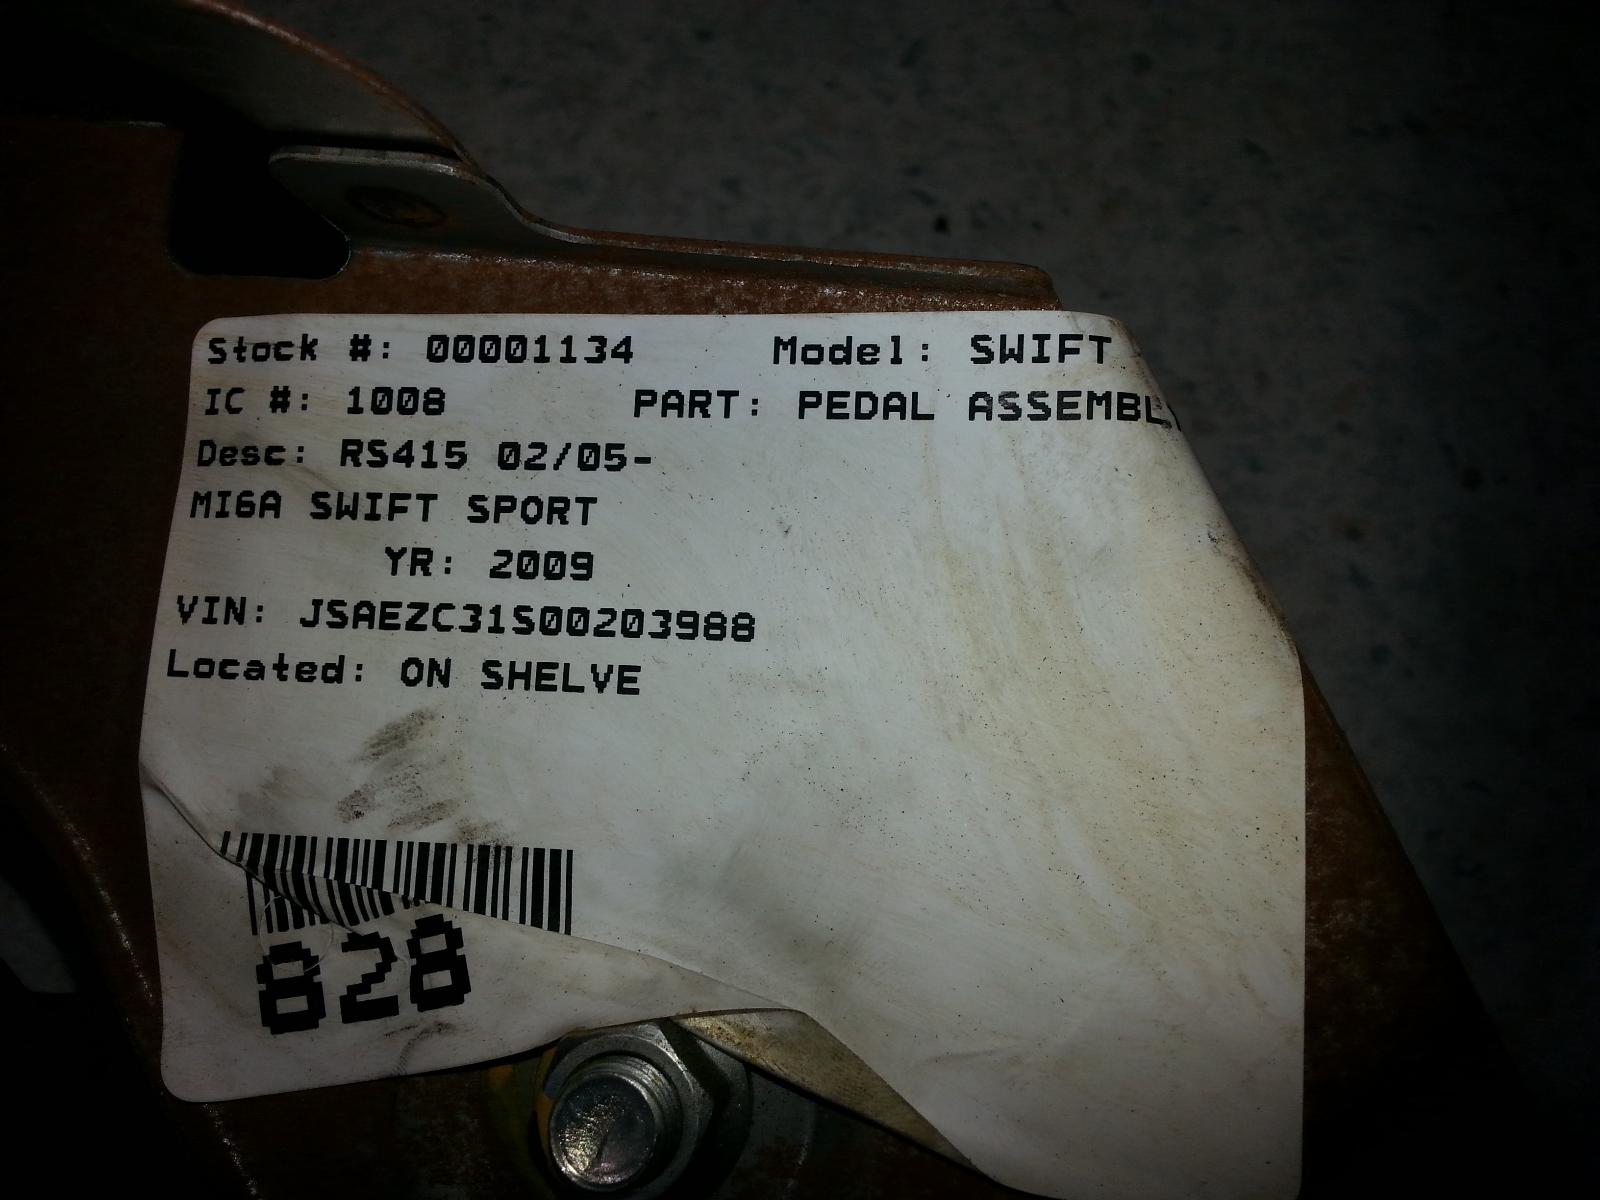 Stock #: 00001134 Model: SWIFT
IC #: 1008 PART: PEDAL ASSEMBL
Desc: RS415 02/05-
MI6A SWIFT SPORT
YR: 2009
VIN: JSAEZC31S00203988
Located: ON SHELVE
828